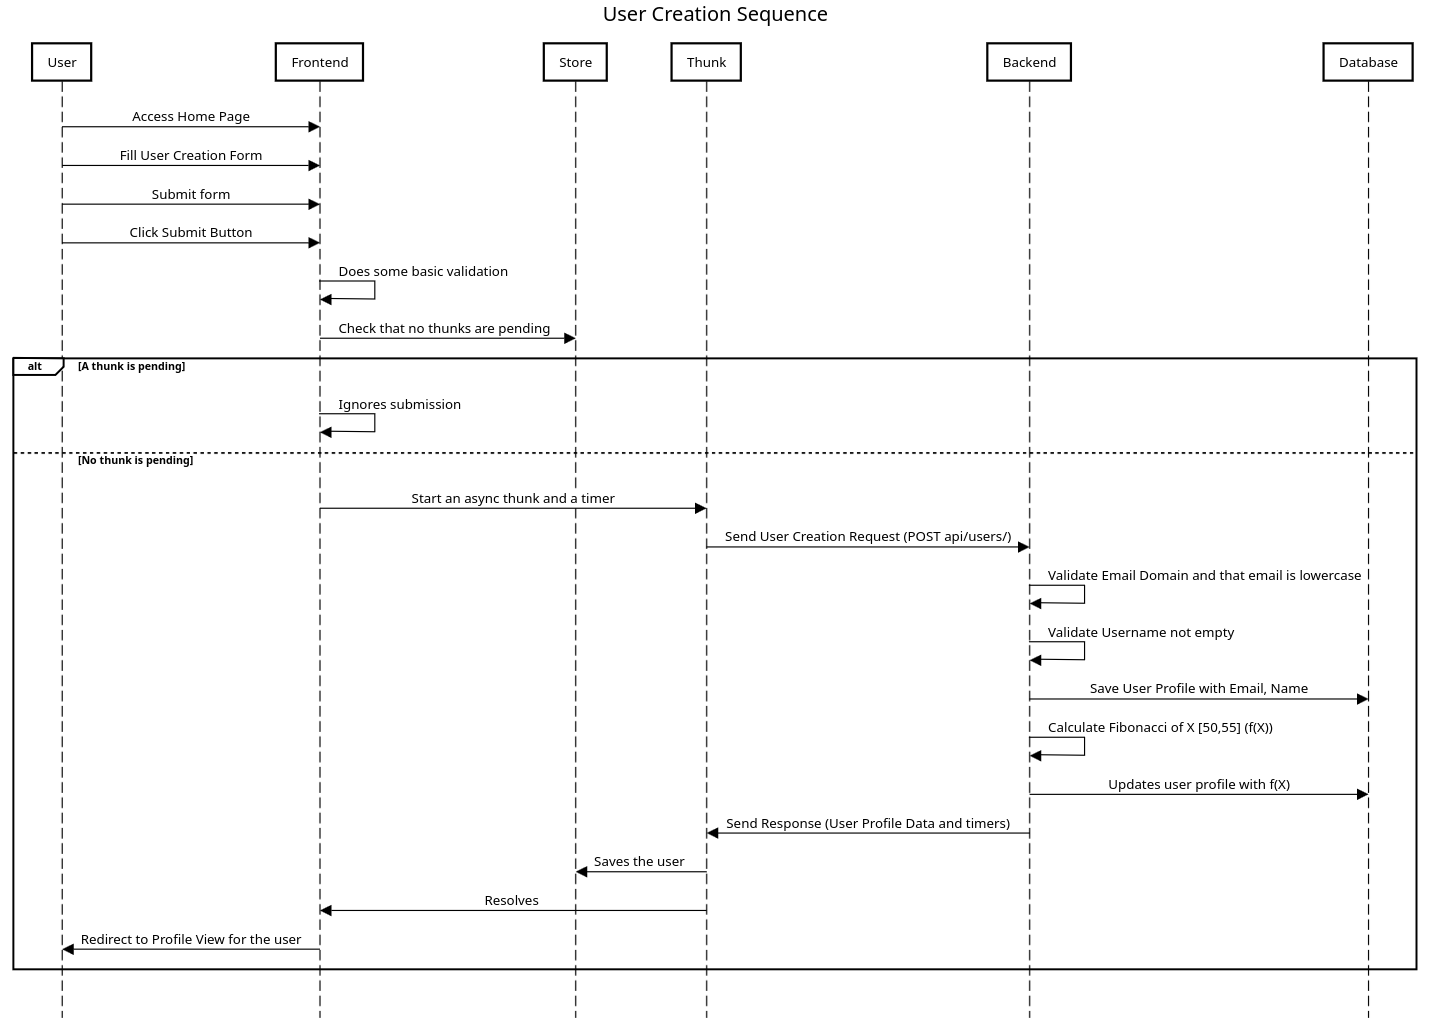 User Creation Sequence
User
Frontend
Store
Thunk
Backend
Database
Access Home Page
Fill User Creation Form
Submit form
Click Submit Button
Does some basic validation
Check that no thunks are pending
alt [A thunk is pending]
Ignores submission
[No thunk is pending]
Start an async thunk and a timer
Send User Creation Request (POST api/users/)
Validate Email Domain and that email is lowercase
Validate Username not empty
Save User Profile with Email, Name
Calculate Fibonacci of X [50,55] (f(X))
Updates user profile with f(X)
Send Response (User Profile Data and timers)
Saves the user
Resolves
Redirect to Profile View for the user